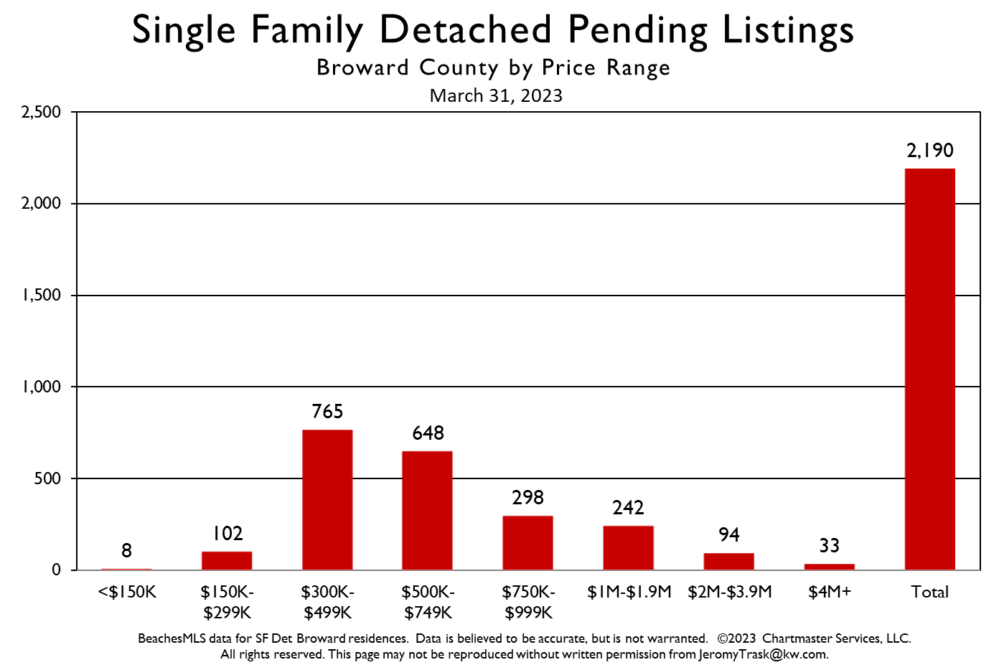 Single Family Detached Pending Listings
Broward County by Price Range
March 31, 2023
2,500
2,000
1,500
1,000
500
0
8
102
765
648
298
242
94
33
2,190
<$150K
$150K-
$299K
$300K-
$499K
$500K-
$749K
$750K-
$999K
$1M-$1.9M
$2M-$3.9M
$4M+
Total
BeachesMLS data for SF Det Broward residences.  Data is believed to be accurate, but is not warranted.   ©2023  Chartmaster Services, LLC.
All rights reserved. This page may not be reproduced without written permission from JeromyTrask@kw.com.